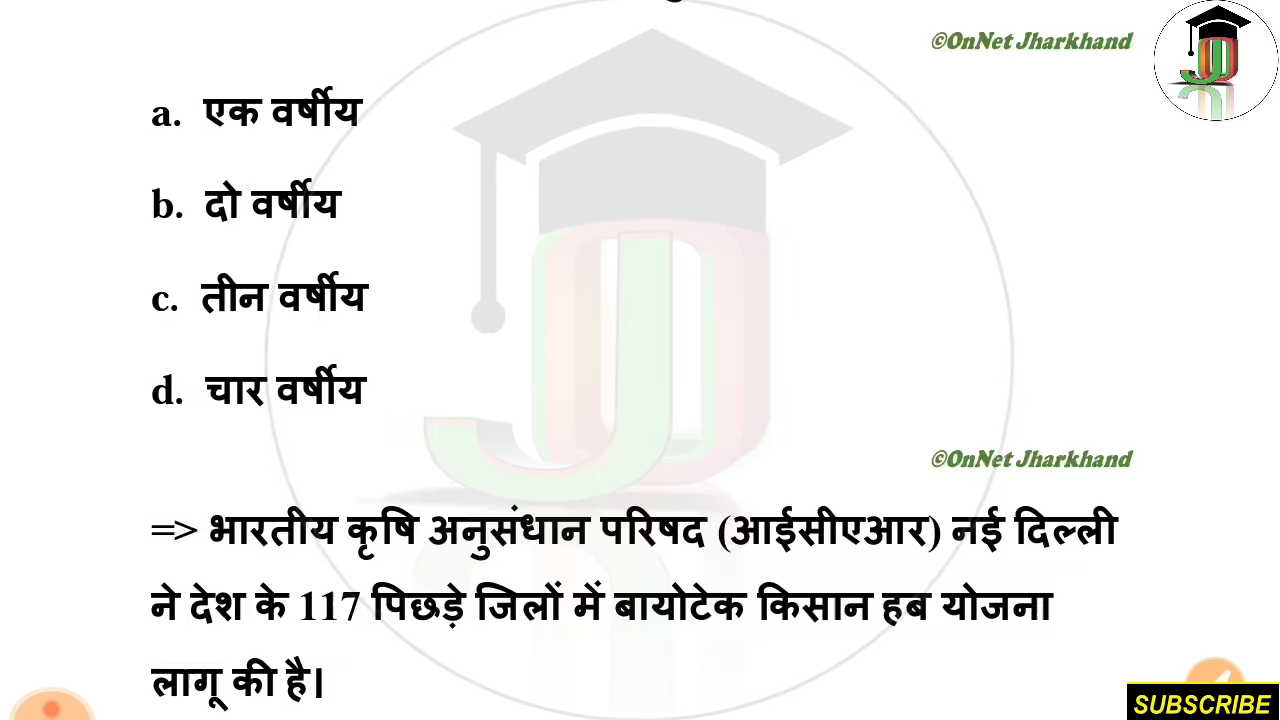 ©OnNet Jharkhand
a. एक वर्षीय
b. दो वर्षीय
c. तीन वर्षीय
d. चार वर्षीय
©OnNet Jharkhand
=> भारतीय कृषि अनुसंधान परिषद (आईसीएआर) नई दिल्ली
ने देश के 117 पिछड़े जिलों में बायोटेक किसान हब योजना
लागू की है।
SUBSCRIBE